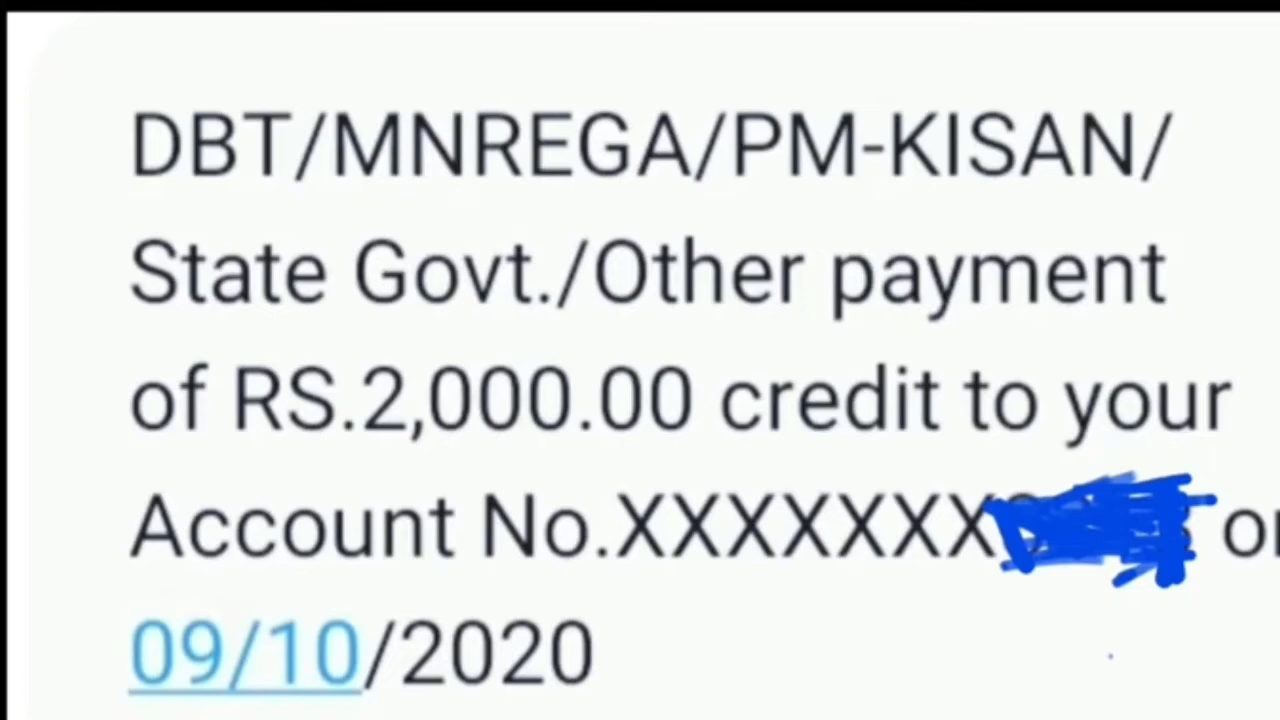 DBT/MNREGA/PM-KISAN/
State Govt./Other payment
of RS.2,000.00 credit to your
Account No.XXXXXXX
09/10/2020